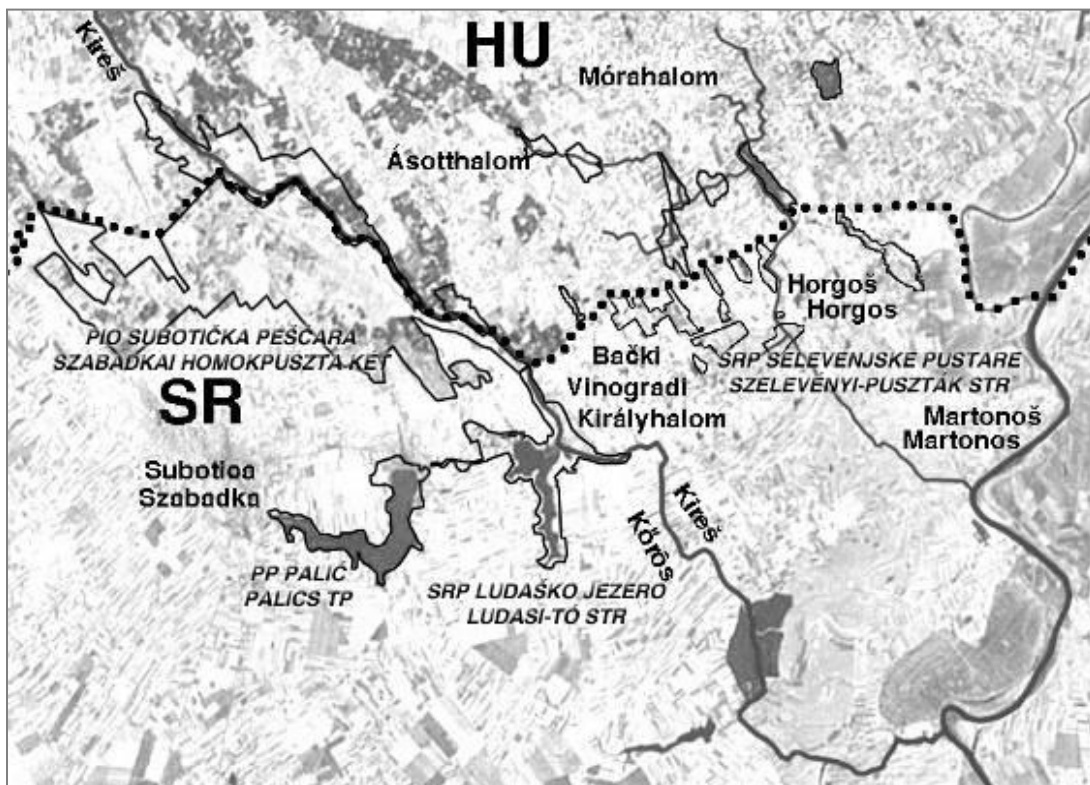 HU
Kireš
Mórahalom
Ásotthalom
Horgoš
Horgos
PIO SUBOTIČKA PEŠČARA
SZABADKAI HOMOKPUSZTA KET
Bački
Vinogradi
Királyhalom
SRP SELEVENJSKE PUSTARE
SZELEVÉNYI-PUSZTÁK STR
SR
Martonoš
Martonos
Subotica
Szabadka
Kireš
Kőrös
PP PALIĆ
PALICS TP
SRP LUDAŠKO JEZERO
LUDASI-TÓ STR